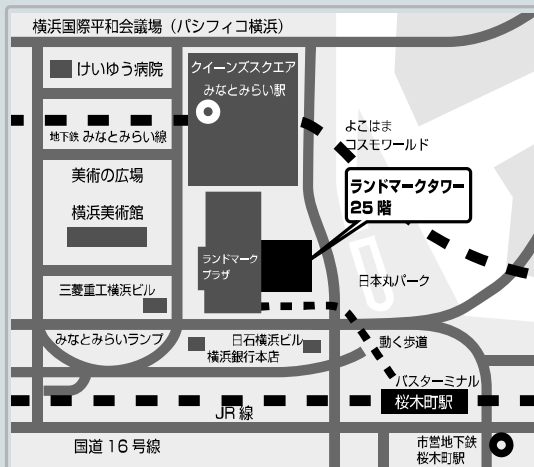 横浜国際平和会議場（パシフィコ横浜）
けいゆう病院
クイーンズスクエア
みなとみらい駅
地下鉄 みなとみらい線
よこはま
コスモワールド
美術の広場
横浜美術館
ランドマークタワー
25 階
ランドマーク
プラザ
日本丸パーク
三菱重工横浜ビル
みなとみらいランプ
日石横浜ビル
横浜銀行本店
動く歩道
バスターミナル
桜木町駅
JR 線
国道 16 号線
市営地下鉄
桜木町駅